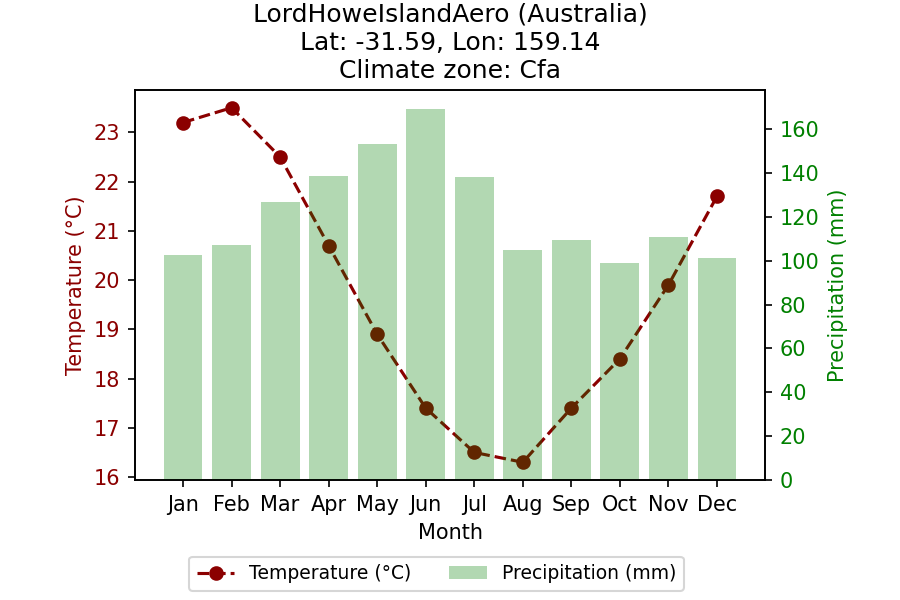 LordHoweIslandAero (Australia)
Lat: -31.59, Lon: 159.14
Climate zone: Cfa
Temperature (°C)
23
22
21
20
19
18
17
16
160
140
120
100
80
60
40
20
0
Precipitation (mm)
Jan Feb Mar Apr May Jun Jul Aug Sep Oct Nov Dec
Month
Temperature (°C) Precipitation (mm)